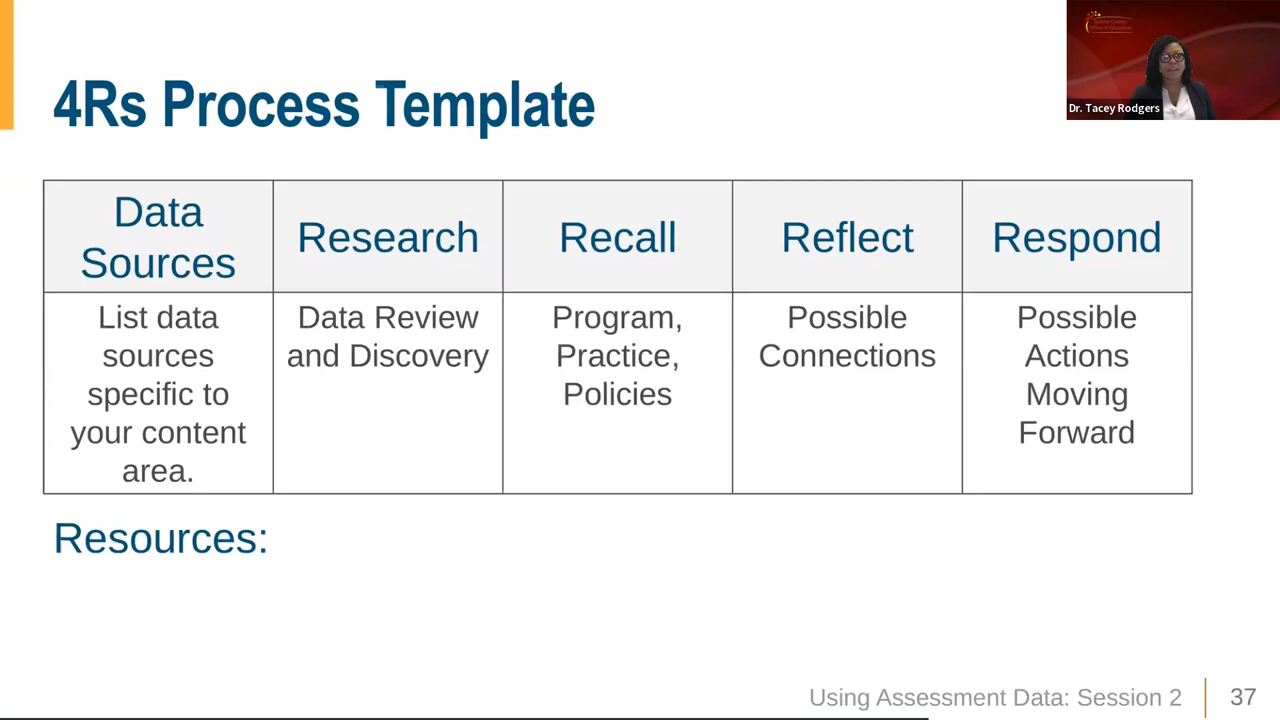 4Rs Process Template
Dr. Tacey Rodgers
Data
Sources
Research
Recall
Reflect
Respond
List data
sources
specific to
your content
area.
Data Review
and Discovery
Program,
Practice,
Policies
Possible
Connections
Possible
Actions
Moving
Forward
Resources:
Using Assessment Data: Session 2
37